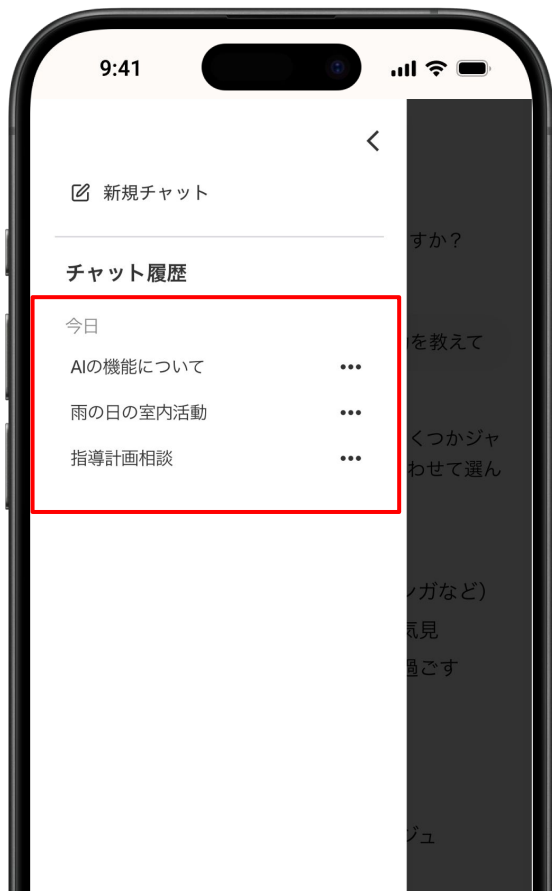 9:41
新規チャット
すか？
チャット履歴
今日
を教えて
AIの機能について
雨の日の室内活動
くつかジャ
指導計画相談
わせて選ん
ンガなど）
気見
過ごす
ジュ